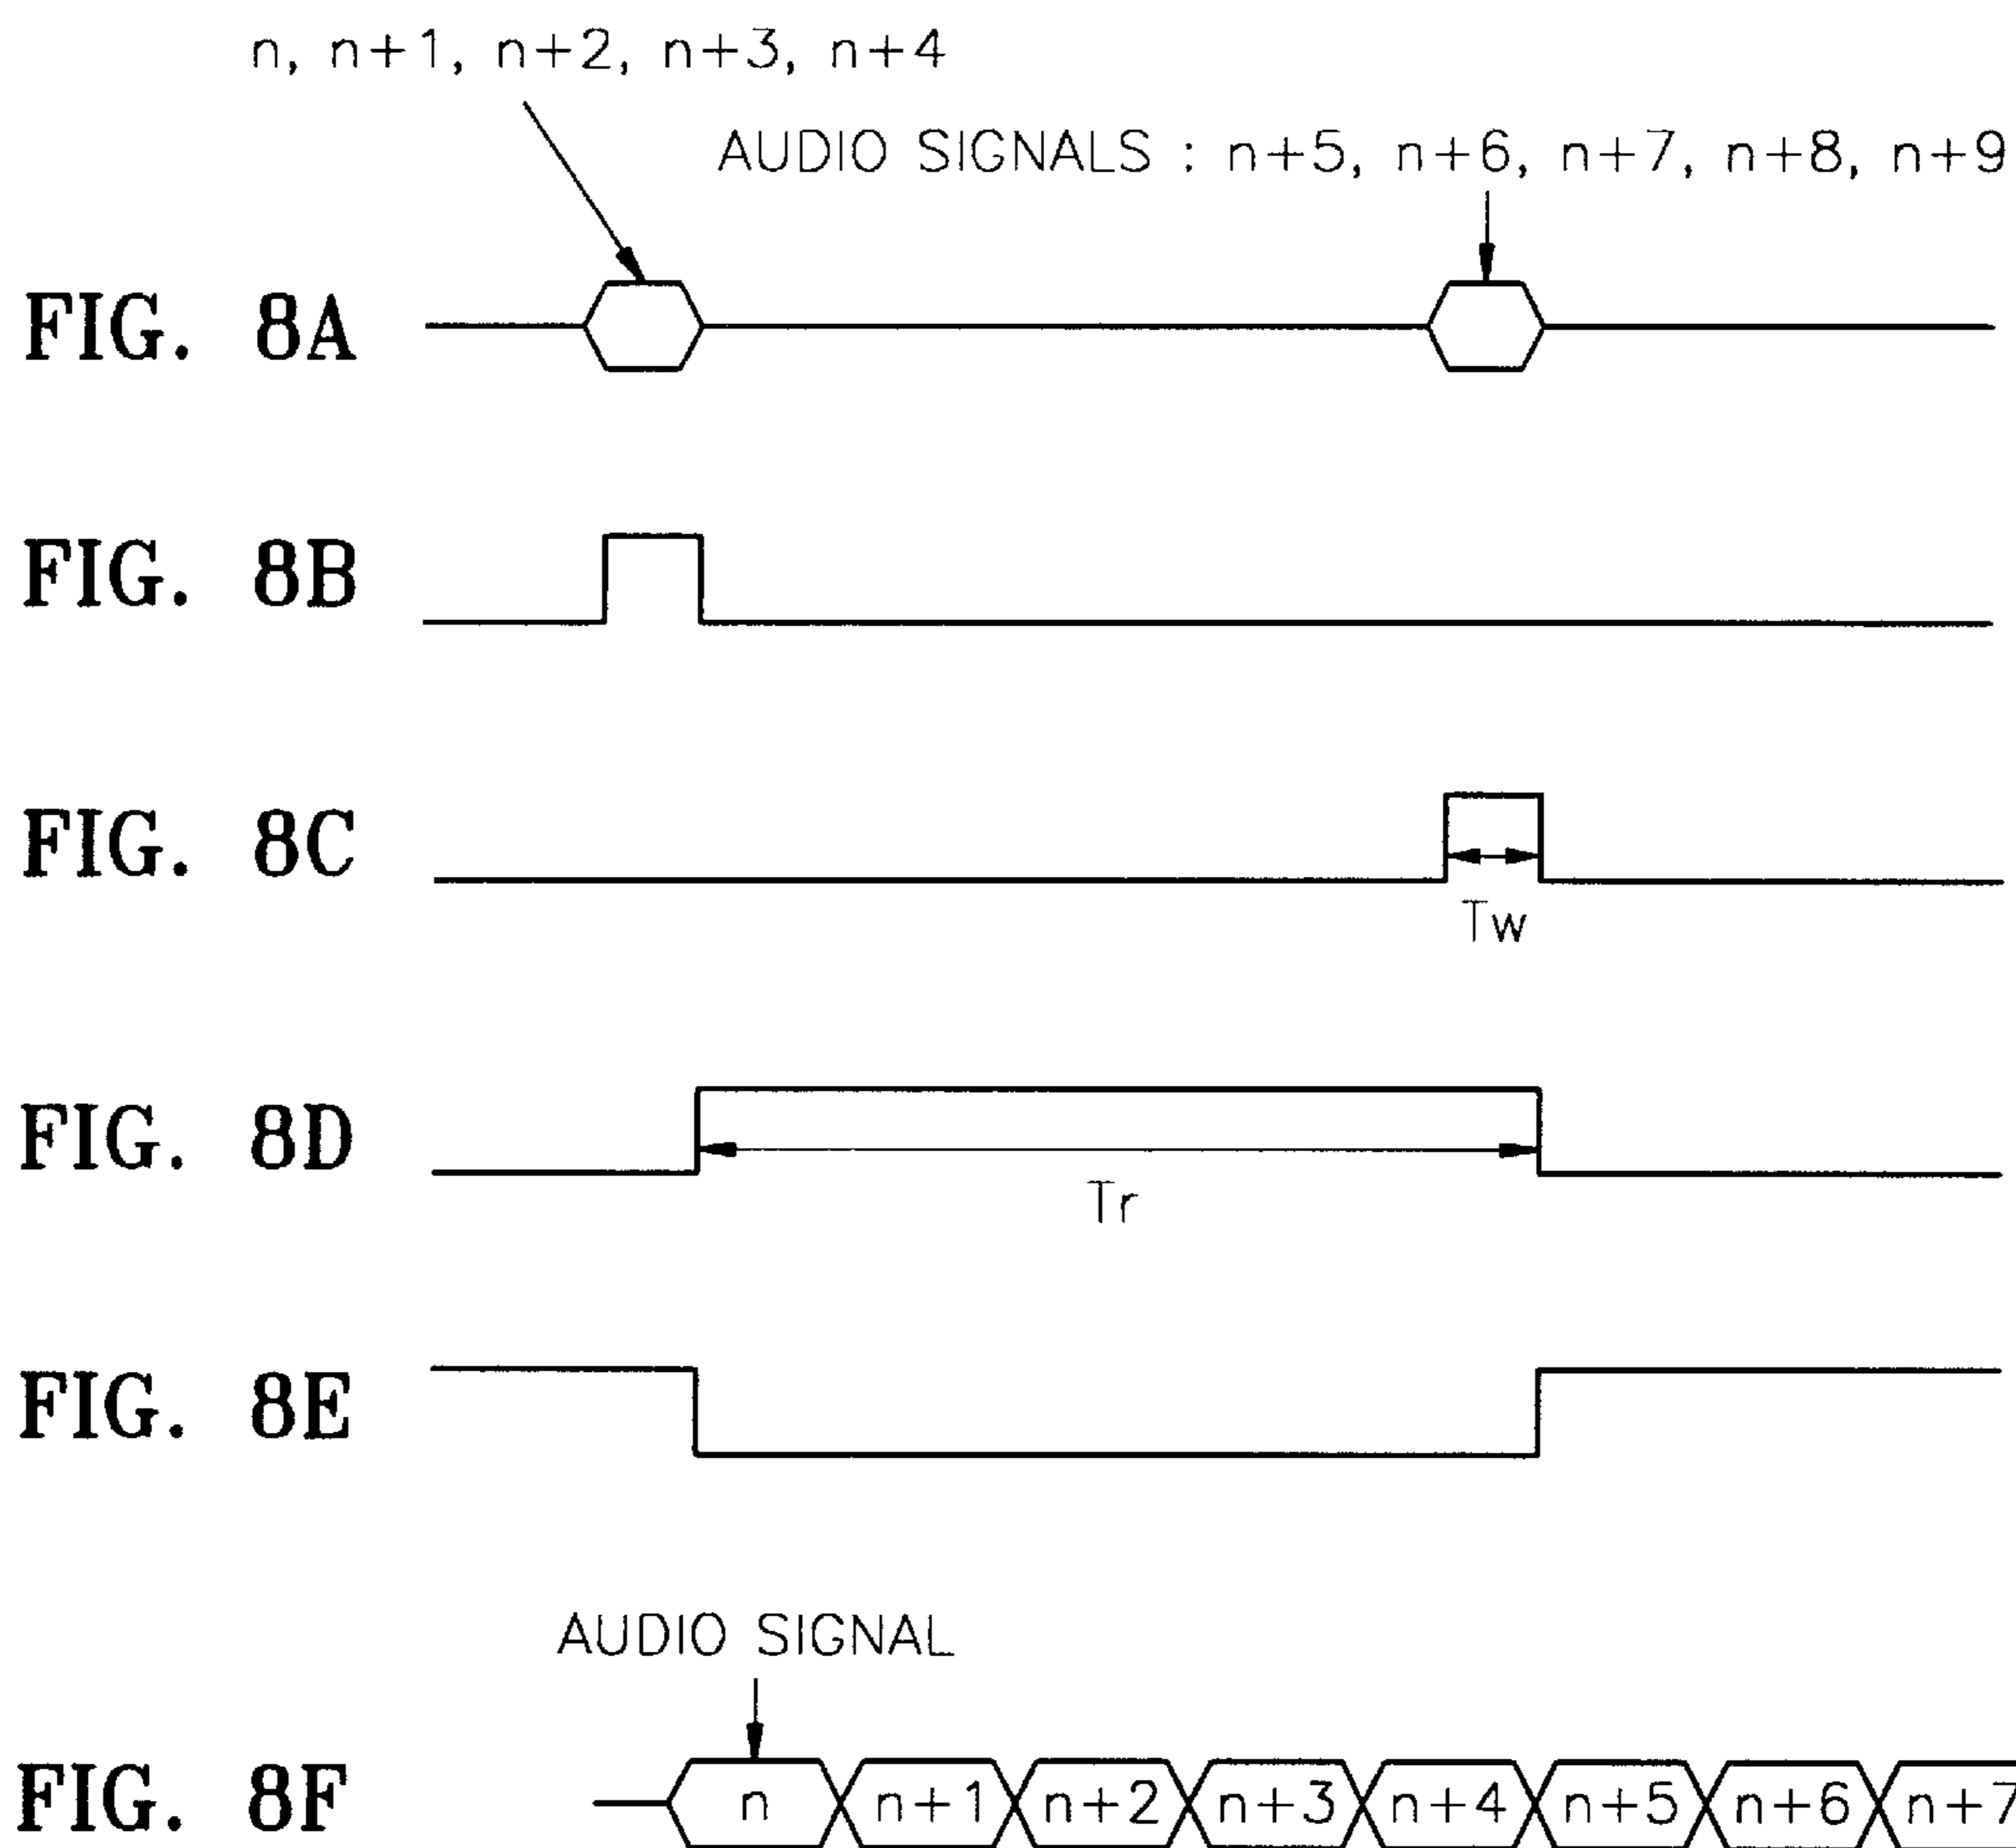 n, n+1, n+2, n+3, n+4
AUDIO SIGNALS : n+5, n+6, n+7, n+8, n+9
FIG. 8A
FIG. 8B
FIG. 8C
Tw
FIG. 8D
Tr
FIG. 8E
AUDIO SIGNAL
FIG. 8F
n n+1 n+2 n+3 n+4 n+5 n+6 n+7